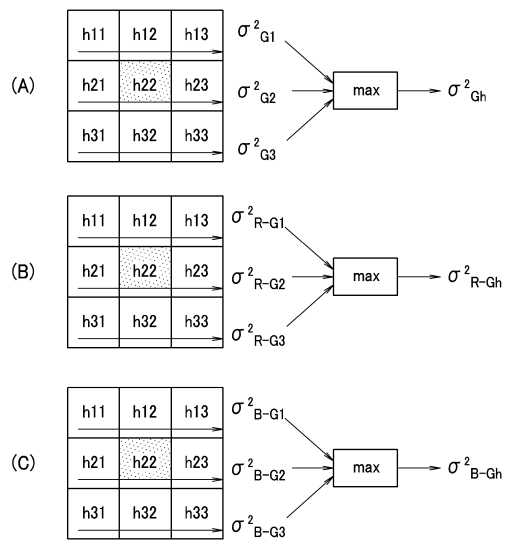 h11 h12 h13 σ²G1
(A) h21 h22 h23 σ²G2 max σ²Gh
h31 h32 h33 σ²G3
h11 h12 h13 σ²R-G1
(B) h21 h22 h23 σ²R-G2 max σ²R-Gh
h31 h32 h33 σ²R-G3
h11 h12 h13 σ²B-G1
(C) h21 h22 h23 σ²B-G2 max σ²B-Gh
h31 h32 h33 σ²B-G3